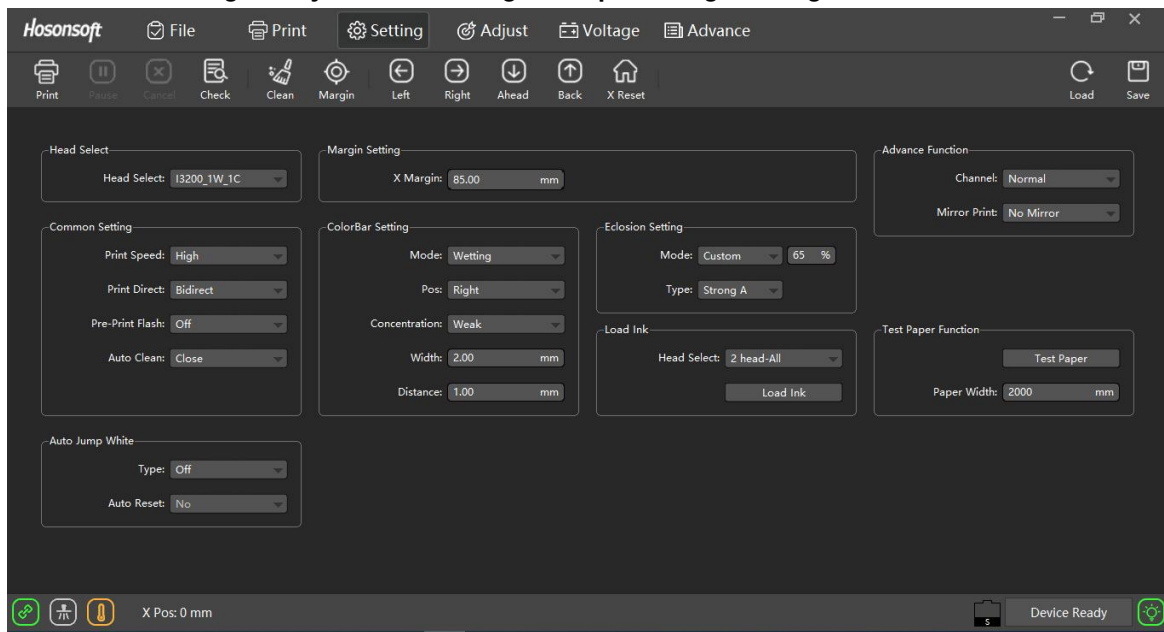 Hosonsoft File Print Setting Adjust Voltage Advance
Print Pause Cancel Check Clean Margin Left Right Ahead Back X Reset Load Save
Head Select
Head Select: I3200_1W_1C
Common Setting
Print Speed: High
Print Direct: Bidirect
Pre-Print Flash: Off
Auto Clean: Close
Auto Jump White
Type: Off
Auto Reset: No
Margin Setting
X Margin: 85.00 mm
ColorBar Setting
Mode: Wetting
Pos: Right
Concentration: Weak
Width: 2.00 mm
Distance: 1.00 mm
Eclosion Setting
Mode: Custom 65 %
Type: Strong A
Load Ink
Head Select: 2 head-All
Load Ink
Advance Function
Channel: Normal
Mirror Print: No Mirror
Test Paper Function
Test Paper
Paper Width: 2000 mm
X Pos: 0 mm S Device Ready